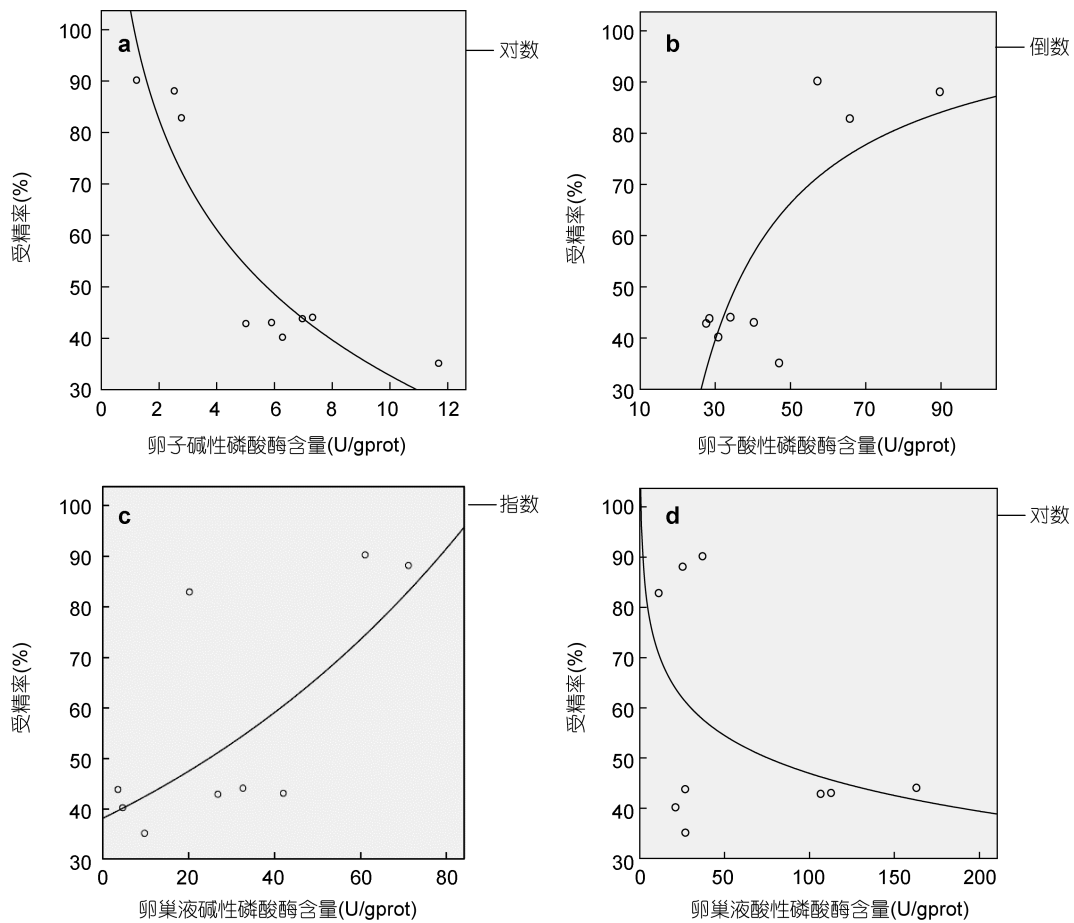 a
对数
100
90
80
70
60
50
40
30
0 2 4 6 8 10 12
受精率(%)
卵子碱性磷酸酶含量(U/gprot)
b
倒数
100
90
80
70
60
50
40
30
10 30 50 70 90
受精率(%)
卵子酸性磷酸酶含量(U/gprot)
c
指数
100
90
80
70
60
50
40
30
0 20 40 60 80
受精率(%)
卵巢液碱性磷酸酶含量(U/gprot)
d
对数
100
90
80
70
60
50
40
30
0 50 100 150 200
受精率(%)
卵巢液酸性磷酸酶含量(U/gprot)